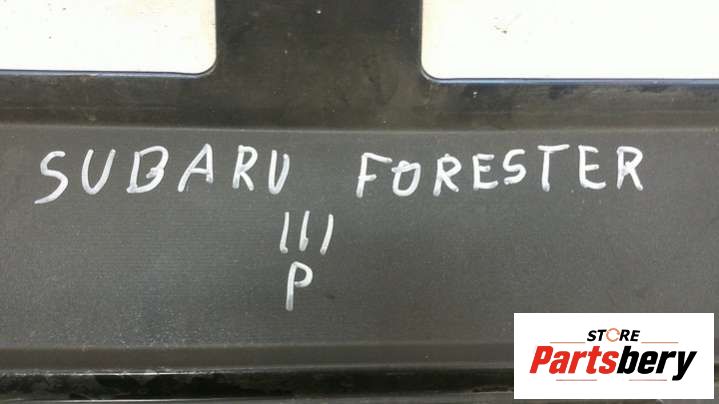 SUBARU FORESTER
III
P
STORE
Partsbery